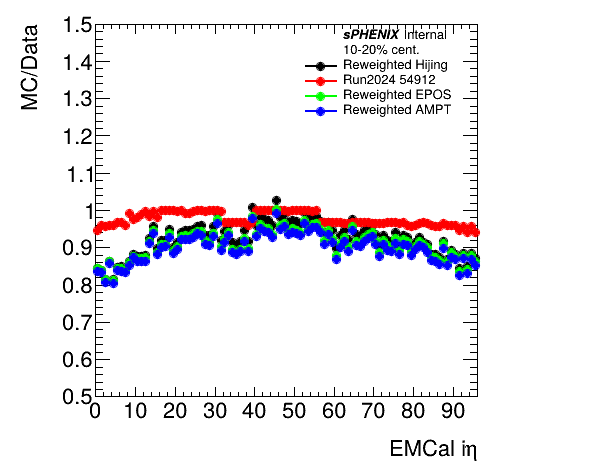 MC/Data
1.5
1.4
1.3
1.2
1.1
1
0.9
0.8
0.7
0.6
0.5
sPHENIX Internal
10-20% cent.
Reweighted Hijing
Run2024 54912
Reweighted EPOS
Reweighted AMPT
0 10 20 30 40 50 60 70 80 90
EMCal iη